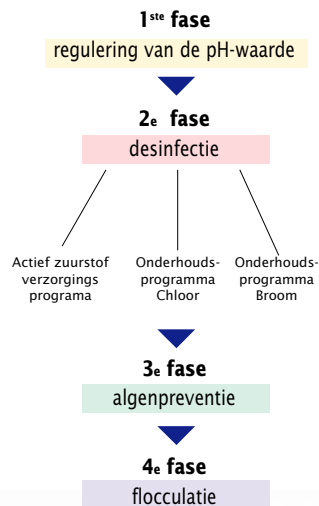 1ste fase
regulering van de pH-waarde
2e fase
desinfectie
Actief zuurstof
verzorgings
programa
Onderhouds-
programma
Chloor
Onderhouds-
programma
Broom
3e fase
algenpreventie
4e fase
flocculatie